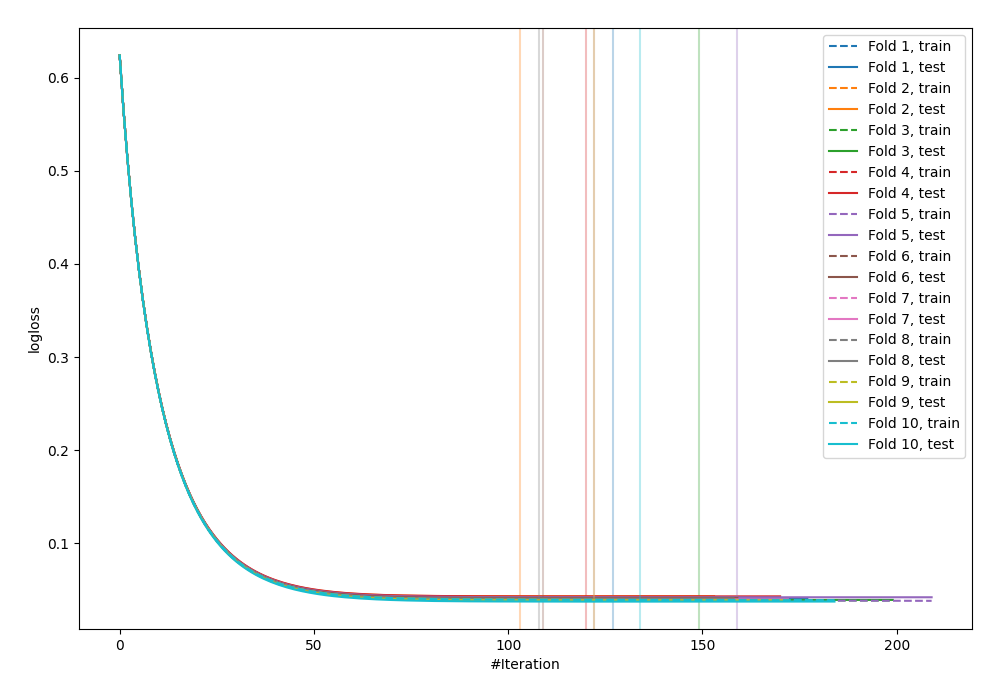 0.6
0.5
0.4
0.3
0.2
0.1
logloss
0
50
100
150
200
#Iteration
Fold 1, train
Fold 1, test
Fold 2, train
Fold 2, test
Fold 3, train
Fold 3, test
Fold 4, train
Fold 4, test
Fold 5, train
Fold 5, test
Fold 6, train
Fold 6, test
Fold 7, train
Fold 7, test
Fold 8, train
Fold 8, test
Fold 9, train
Fold 9, test
Fold 10, train
Fold 10, test